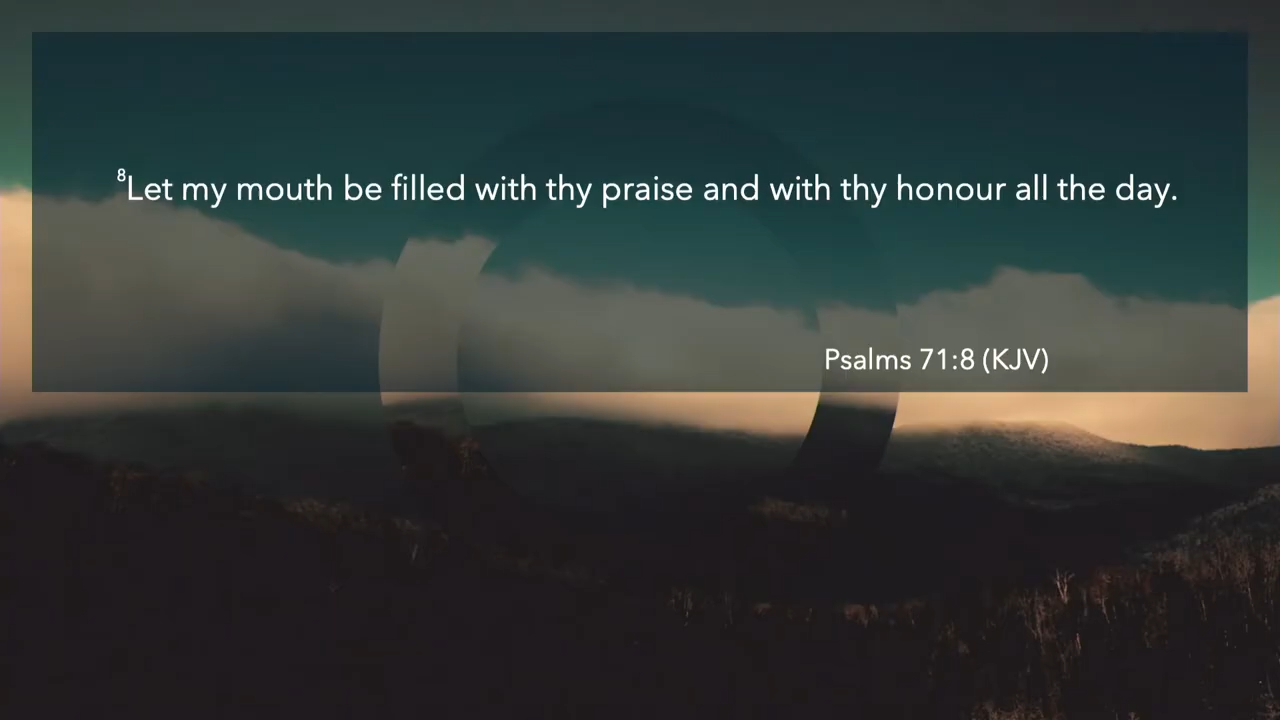 ⁸Let my mouth be filled with thy praise and with thy honour all the day.
Psalms 71:8 (KJV)